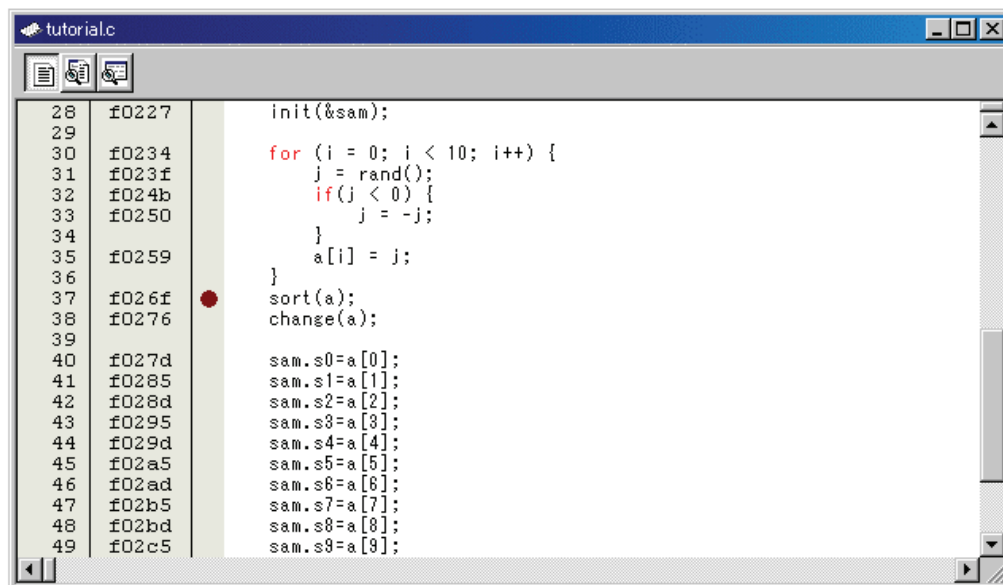 tutorial.c
28 f0227 init(&sam);
29
30 f0234 for (i = 0; i < 10; i++) {
31 f023f j = rand();
32 f024b if(j < 0) {
33 f0250 j = -j;
34 }
35 f0259 a[i] = j;
36 }
37 f026f sort(a);
38 f0276 change(a);
39
40 f027d sam.s0=a[0];
41 f0285 sam.s1=a[1];
42 f028d sam.s2=a[2];
43 f0295 sam.s3=a[3];
44 f029d sam.s4=a[4];
45 f02a5 sam.s5=a[5];
46 f02ad sam.s6=a[6];
47 f02b5 sam.s7=a[7];
48 f02bd sam.s8=a[8];
49 f02c5 sam.s9=a[9];